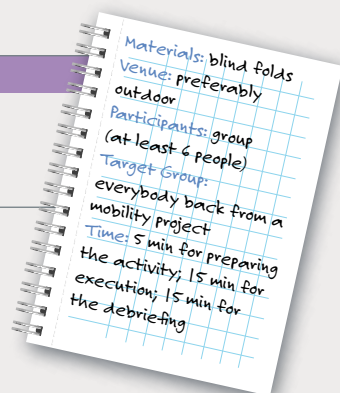 Materials: blind folds
Venue: preferably
outdoor
Participants: group
(at least 6 people)
Target Group:
everybody back from a
mobility project
Time: 5 min for preparing
the activity; 15 min for
execution; 15 min for
the debriefing